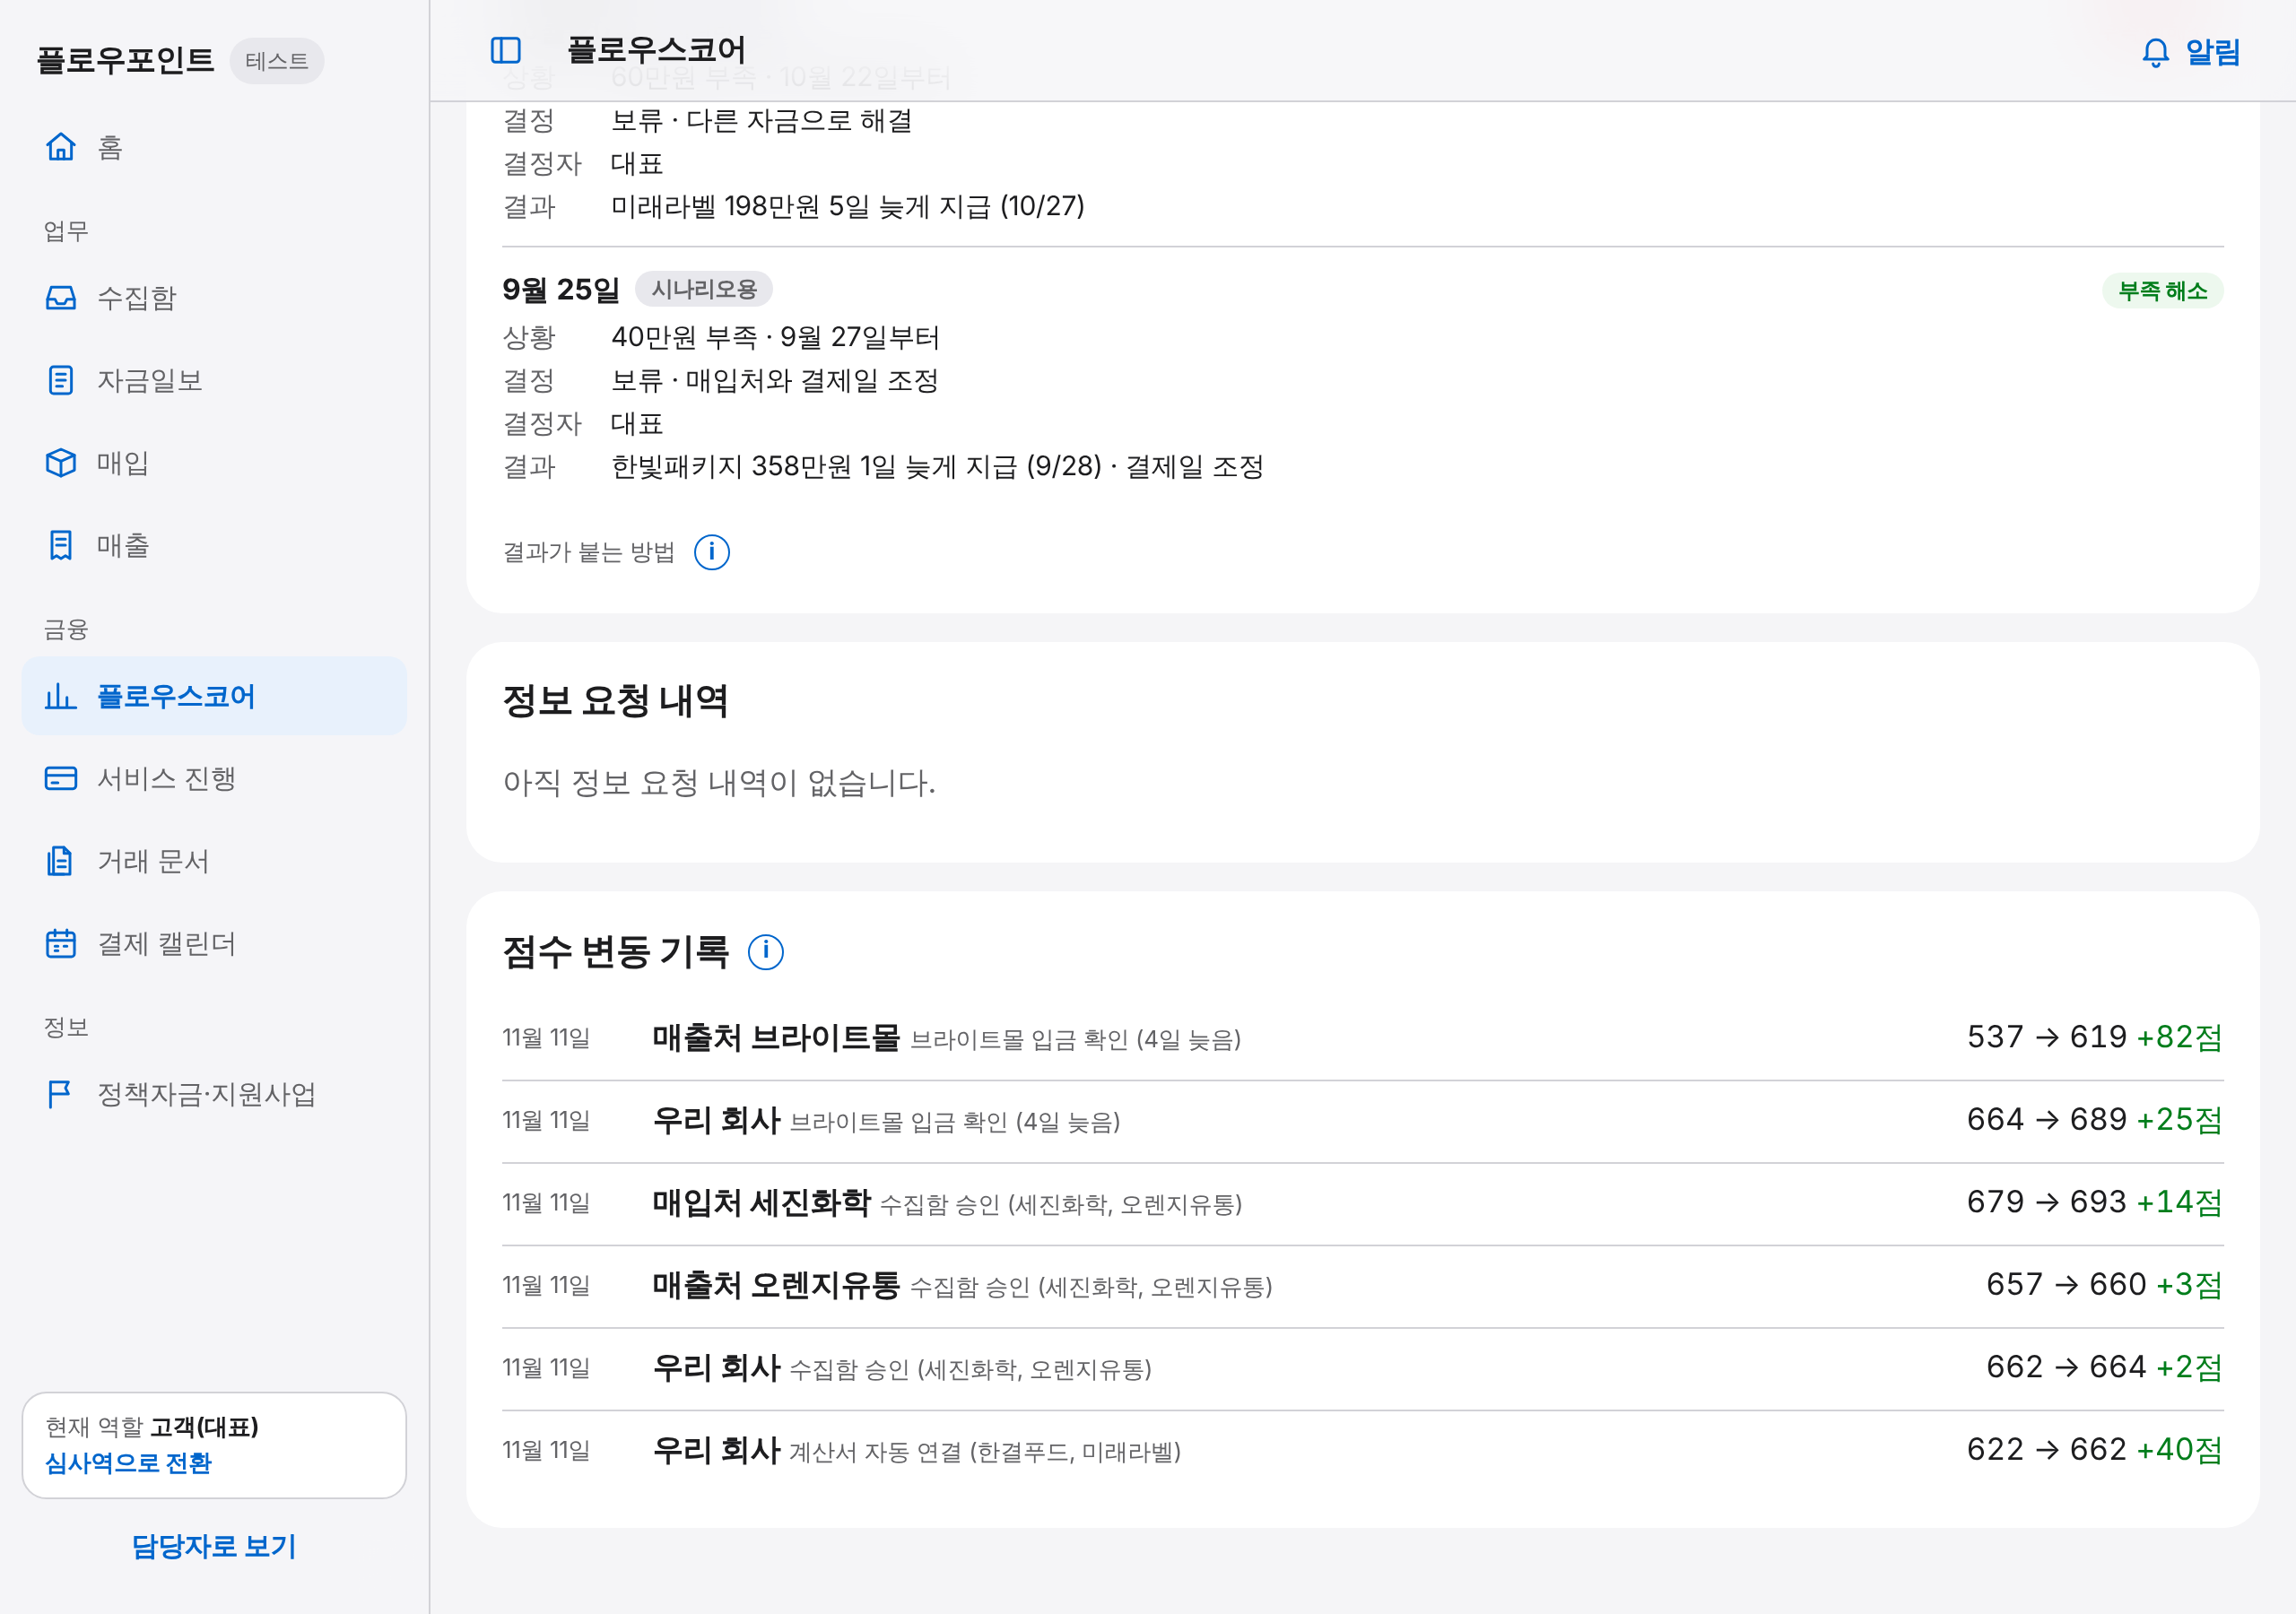 플로우포인트 테스트
홈
업무
수집함
자금일보
매입
매출
금융
플로우스코어
서비스 진행
거래 문서
결제 캘린더
정보
정책자금·지원사업
현재 역할 고객(대표)
심사역으로 전환
담당자로 보기
플로우스코어
알림
상황 60만원 부족 · 10월 22일부터
결정 보류 · 다른 자금으로 해결
결정자 대표
결과 미래라벨 198만원 5일 늦게 지급 (10/27)
9월 25일 시나리오용 부족 해소
상황 40만원 부족 · 9월 27일부터
결정 보류 · 매입처와 결제일 조정
결정자 대표
결과 한빛패키지 358만원 1일 늦게 지급 (9/28) · 결제일 조정
결과가 붙는 방법 i
정보 요청 내역
아직 정보 요청 내역이 없습니다.
점수 변동 기록 i
11월 11일 매출처 브라이트몰 브라이트몰 입금 확인 (4일 늦음) 537 → 619 +82점
11월 11일 우리 회사 브라이트몰 입금 확인 (4일 늦음) 664 → 689 +25점
11월 11일 매입처 세진화학 수집함 승인 (세진화학, 오렌지유통) 679 → 693 +14점
11월 11일 매출처 오렌지유통 수집함 승인 (세진화학, 오렌지유통) 657 → 660 +3점
11월 11일 우리 회사 수집함 승인 (세진화학, 오렌지유통) 662 → 664 +2점
11월 11일 우리 회사 계산서 자동 연결 (한결푸드, 미래라벨) 622 → 662 +40점